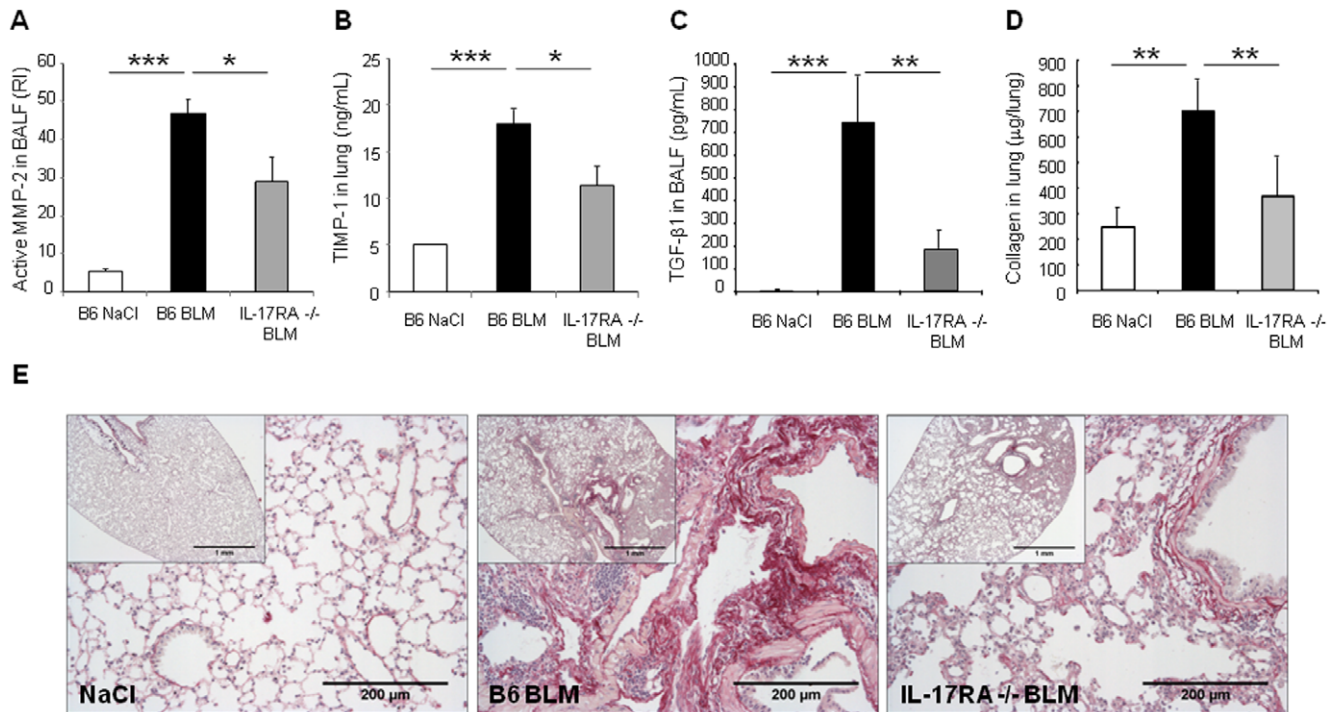 A
Active MMP-2 in BALF (RI)
60
50
40
30
20
10
0
***
*
B6 NaCl
B6 BLM
IL-17RA -/-
BLM
B
TIMP-1 in lung (ng/mL)
25
20
15
10
5
0
***
*
B6 NaCl
B6 BLM
IL-17RA -/-
BLM
C
TGF-β1 in BALF (pg/mL)
1000
900
800
700
600
500
400
300
200
100
0
***
**
B6 NaCl
B6 BLM
IL-17RA -/-
BLM
D
Collagen in lung (µg/lung)
900
800
700
600
500
400
300
200
100
0
**
**
B6 NaCl
B6 BLM
IL-17RA -/-
BLM
E
1 mm
NaCl
200 µm
1 mm
B6 BLM
200 µm
1 mm
IL-17RA -/- BLM
200 µm